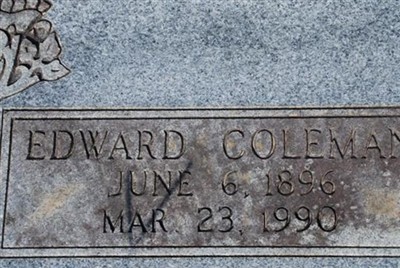 EDWARD COLEMAN
JUNE 6, 1896
MAR. 23, 1990